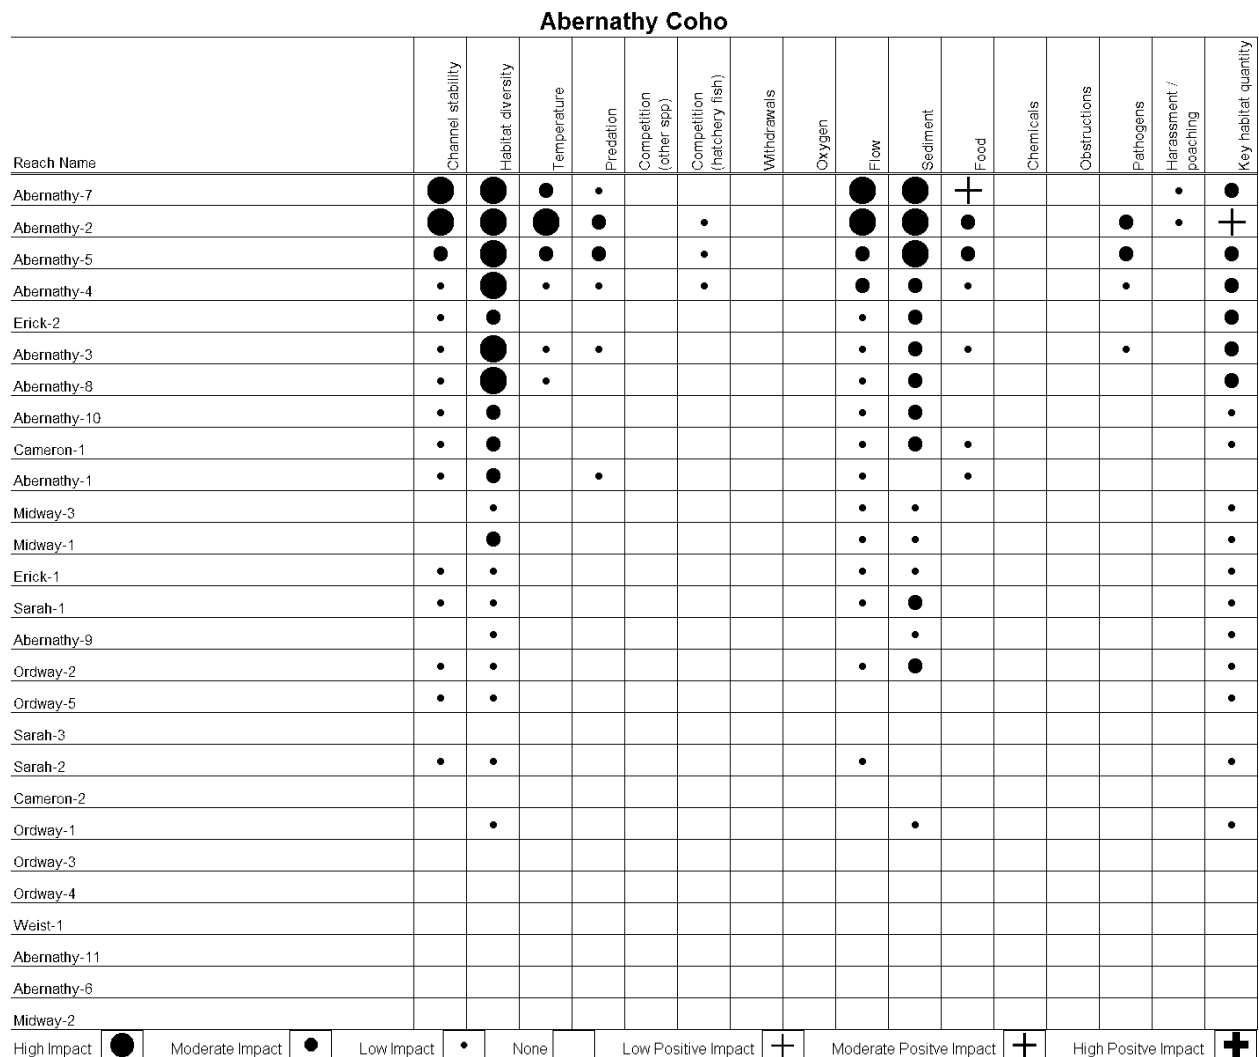 Abernathy Coho
Reach Name
Channel stability
Habitat diversity
Temperature
Predation
Competition
(other spp)
Competition
(hatchery fish)
Withdrawals
Oxygen
Flow
Sediment
Food
Chemicals
Obstructions
Pathogens
Harassment /
poaching
Key habitat quantity
Abernathy-7
Abernathy-2
Abernathy-5
Abernathy-4
Erick-2
Abernathy-3
Abernathy-8
Abernathy-10
Cameron-1
Abernathy-1
Midway-3
Midway-1
Erick-1
Sarah-1
Abernathy-9
Ordway-2
Ordway-5
Sarah-3
Sarah-2
Cameron-2
Ordway-1
Ordway-3
Ordway-4
Weist-1
Abernathy-11
Abernathy-6
Midway-2
High Impact Moderate Impact Low Impact None Low Positive Impact Moderate Positve Impact High Positve Impact